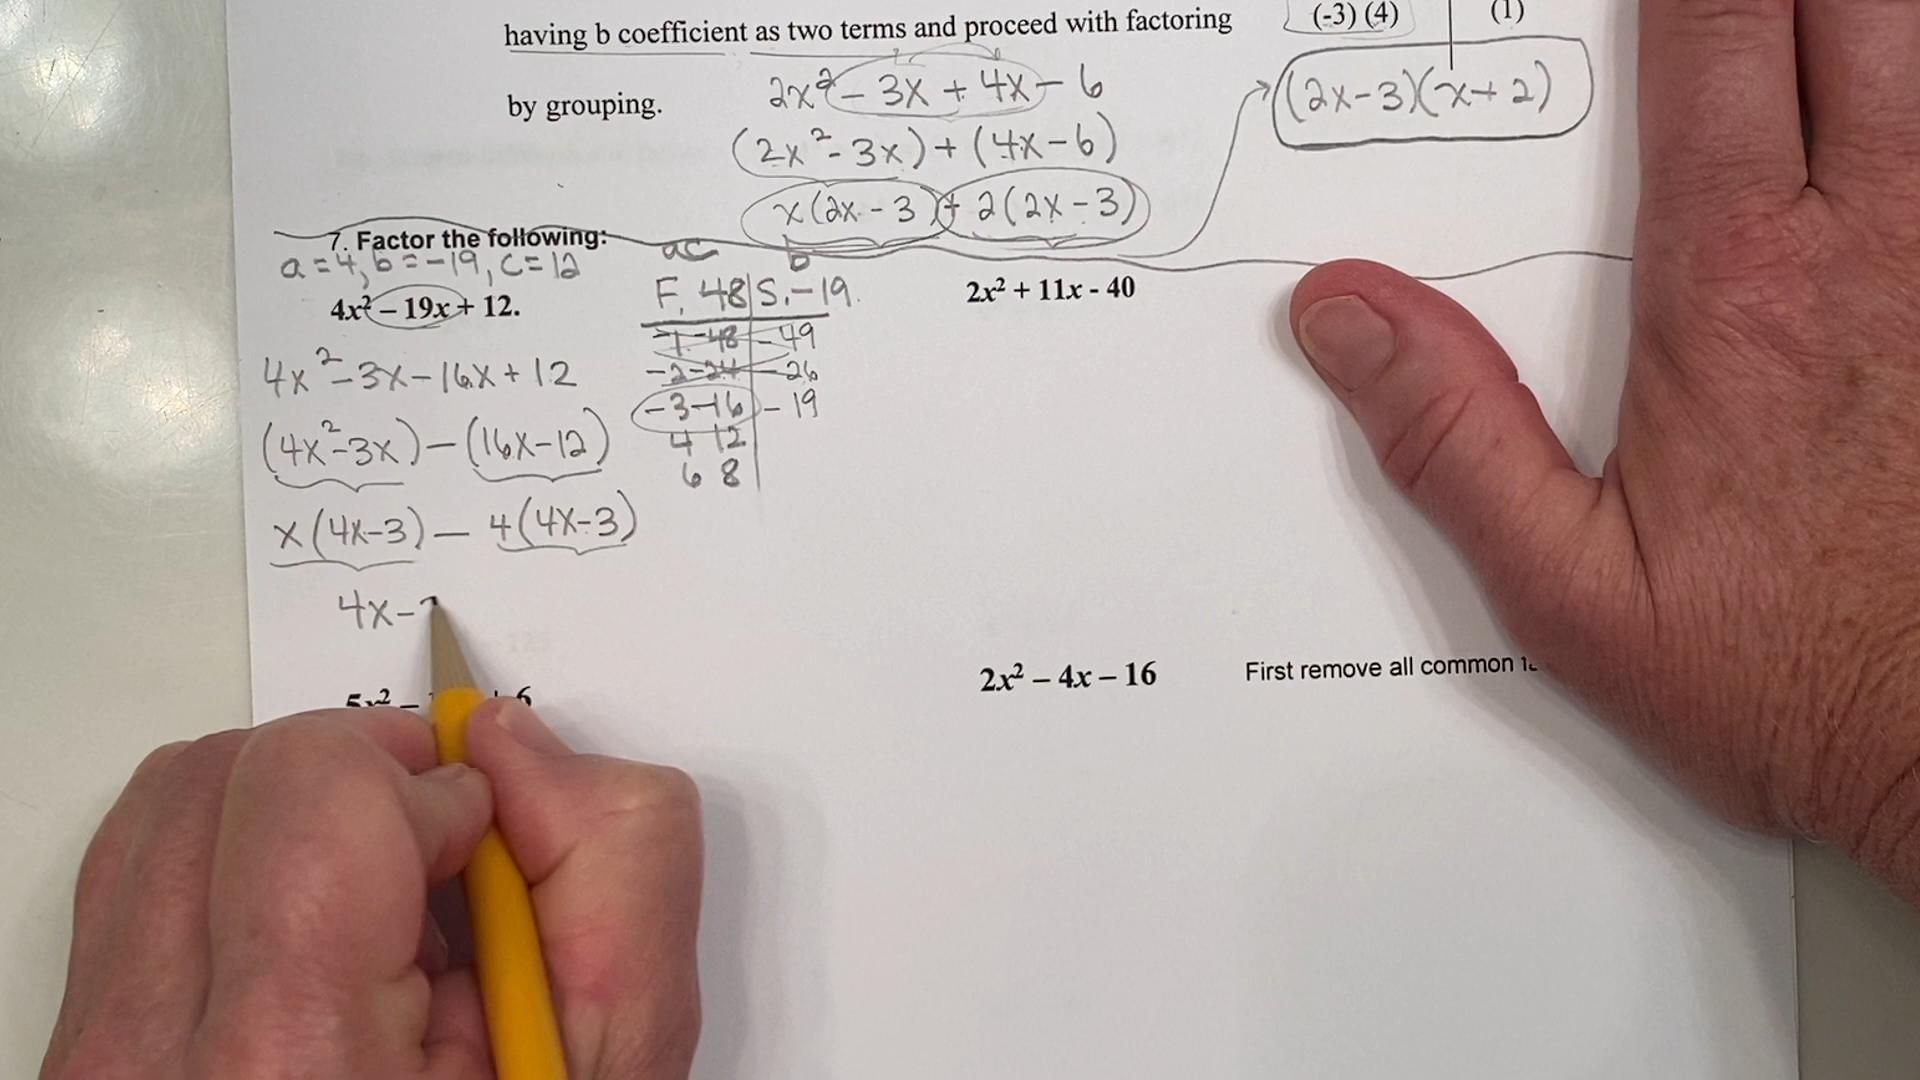 having b coefficient as two terms and proceed with factoring
by grouping.
2x² - 3x + 4x - 6
(2x² - 3x) + (4x - 6)
x(2x - 3) + 2(2x - 3)
(-3) (4)
(1)
(2x-3)(x+2)
7. Factor the following:
a = 4, b = -19, c = 12
4x² – 19x + 12.
4x² - 3x - 16x + 12
(4x² - 3x) - (16x - 12)
x(4x-3) - 4(4x-3)
4x-
ac b
F. 48 S. -19.
-1 -48 -49
-2 -24 -26
-3 -16 -19
4 12
6 8
2x² + 11x - 40
5x² –
6
2x² – 4x – 16
First remove all common